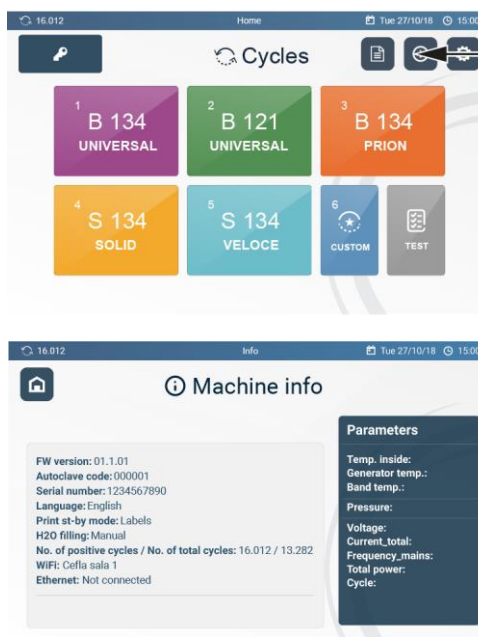 16.012 Home Tue 27/10/18 15:00
Cycles
1
B 134
UNIVERSAL
2
B 121
UNIVERSAL
3
B 134
PRION
4
S 134
SOLID
5
S 134
VELOCE
6
CUSTOM
TEST
16.012 Info Tue 27/10/18 15:00
Machine info
FW version: 01.1.01
Autoclave code: 000001
Serial number: 1234567890
Language: English
Print st-by mode: Labels
H2O filling: Manual
No. of positive cycles / No. of total cycles: 16.012 / 13.282
WiFi: Cefla sala 1
Ethernet: Not connected
Parameters
Temp. inside:
Generator temp.:
Band temp.:
Pressure:
Voltage:
Current_total:
Frequency_mains:
Total power:
Cycle: